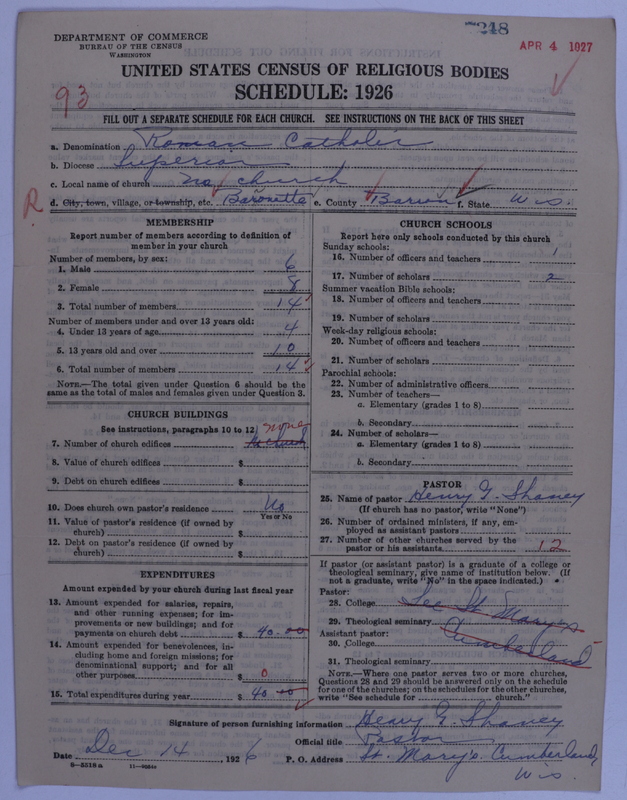 248
APR 4 1927
DEPARTMENT OF COMMERCE
BUREAU OF THE CENSUS
WASHINGTON
UNITED STATES CENSUS OF RELIGIOUS BODIES
SCHEDULE: 1926
93
FILL OUT A SEPARATE SCHEDULE FOR EACH CHURCH. SEE INSTRUCTIONS ON THE BACK OF THIS SHEET
a. Denomination Roman Catholic
b. Diocese Superior
c. Local name of church no church
R
d. City, town, village, or township, etc. Baronette e. County Barron f. State Wis.
MEMBERSHIP
Report number of members according to definition of member in your church
Number of members, by sex:
1. Male 6
2. Female 8
3. Total number of members 14
Number of members under and over 13 years old:
4. Under 13 years of age 4
5. 13 years old and over 10
6. Total number of members 14
NOTE.—The total given under Question 6 should be the same as the total of males and females given under Question 3.
CHURCH BUILDINGS
See instructions, paragraphs 10 to 12
none
7. Number of church edifices no church
8. Value of church edifices $
9. Debt on church edifices $
10. Does church own pastor's residence No
Yes or No
11. Value of pastor's residence (if owned by church) $
12. Debt on pastor's residence (if owned by church) $
EXPENDITURES
Amount expended by your church during last fiscal year
13. Amount expended for salaries, repairs, and other running expenses; for improvements or new buildings; and for payments on church debt $ 40.00
14. Amount expended for benevolences, including home and foreign missions; for denominational support; and for all other purposes $ 0
15. Total expenditures during year $ 40 00
CHURCH SCHOOLS
Report here only schools conducted by this church
Sunday schools:
16. Number of officers and teachers 1
17. Number of scholars 2
Summer vacation Bible schools:
18. Number of officers and teachers
19. Number of scholars
Week-day religious schools:
20. Number of officers and teachers
21. Number of scholars
Parochial schools:
22. Number of administrative officers
23. Number of teachers—
a. Elementary (grades 1 to 8)
b. Secondary
24. Number of scholars—
a. Elementary (grades 1 to 8)
b. Secondary
PASTOR
25. Name of pastor Henry G. Shaney
(If church has no pastor, write "None")
26. Number of ordained ministers, if any, employed as assistant pastors
27. Number of other churches served by the pastor or his assistants 12
If pastor (or assistant pastor) is a graduate of a college or theological seminary, give name of institution below. (If not a graduate, write "No" in the space indicated.)
Pastor:
28. College See St Mary's
29. Theological seminary Cumberland
Assistant pastor:
30. College
31. Theological seminary
NOTE.—Where one pastor serves two or more churches, Questions 28 and 29 should be answered only on the schedule for one of the churches; on the schedules for the other churches, write "See schedule for church."
Signature of person furnishing information Henry G. Shaney
Official title Pastor
Date Dec 14 1926 P. O. Address St. Mary's. Cumberland, Wis.
8—5518a